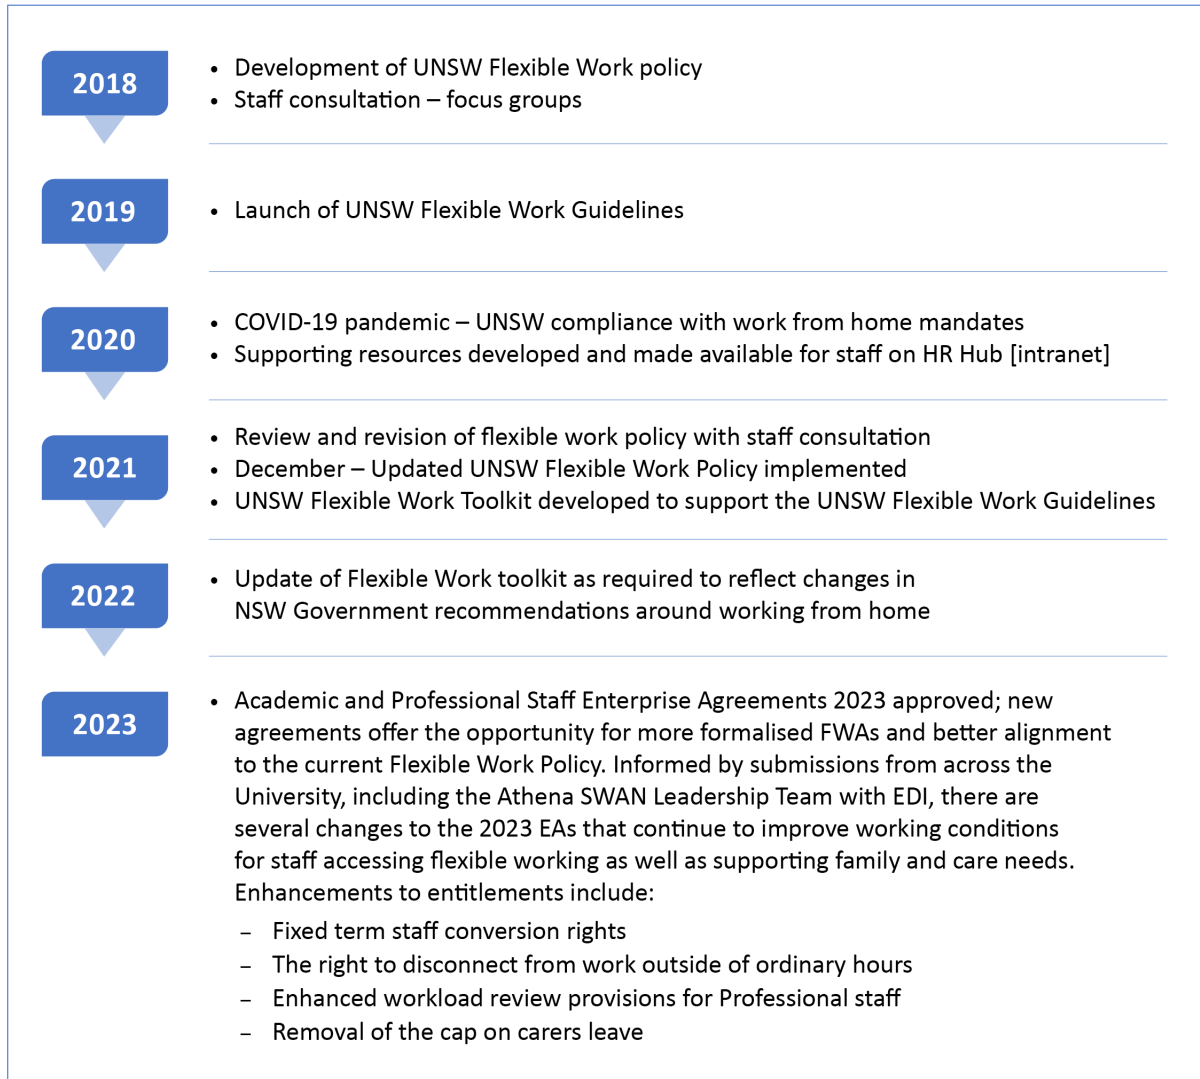 2018
• Development of UNSW Flexible Work policy
• Staff consultation – focus groups
2019
• Launch of UNSW Flexible Work Guidelines
2020
• COVID-19 pandemic – UNSW compliance with work from home mandates
• Supporting resources developed and made available for staff on HR Hub [intranet]
2021
• Review and revision of flexible work policy with staff consultation
• December – Updated UNSW Flexible Work Policy implemented
• UNSW Flexible Work Toolkit developed to support the UNSW Flexible Work Guidelines
2022
• Update of Flexible Work toolkit as required to reflect changes in
NSW Government recommendations around working from home
2023
• Academic and Professional Staff Enterprise Agreements 2023 approved; new
agreements offer the opportunity for more formalised FWAs and better alignment
to the current Flexible Work Policy. Informed by submissions from across the
University, including the Athena SWAN Leadership Team with EDI, there are
several changes to the 2023 EAs that continue to improve working conditions
for staff accessing flexible working as well as supporting family and care needs.
Enhancements to entitlements include:
– Fixed term staff conversion rights
– The right to disconnect from work outside of ordinary hours
– Enhanced workload review provisions for Professional staff
– Removal of the cap on carers leave